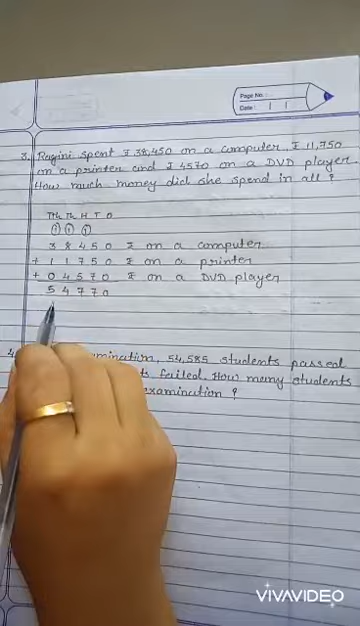 Page No.:
Date:
3. Ragini spent ₹ 38,450 on a computer, ₹ 11,750
on a printer and ₹ 4570 on a DVD player.
How much money did she spend in all?
TTh Th H T O
① ① ①
3 8 4 5 0 ₹ on a computer
+ 1 1 7 5 0 ₹ on a printer
+ 0 4 5 7 0 ₹ on a DVD player
5 4 7 7 0
4. examination, 54,585 students passed
failed. How many students
examination?
VIVAVIDEO